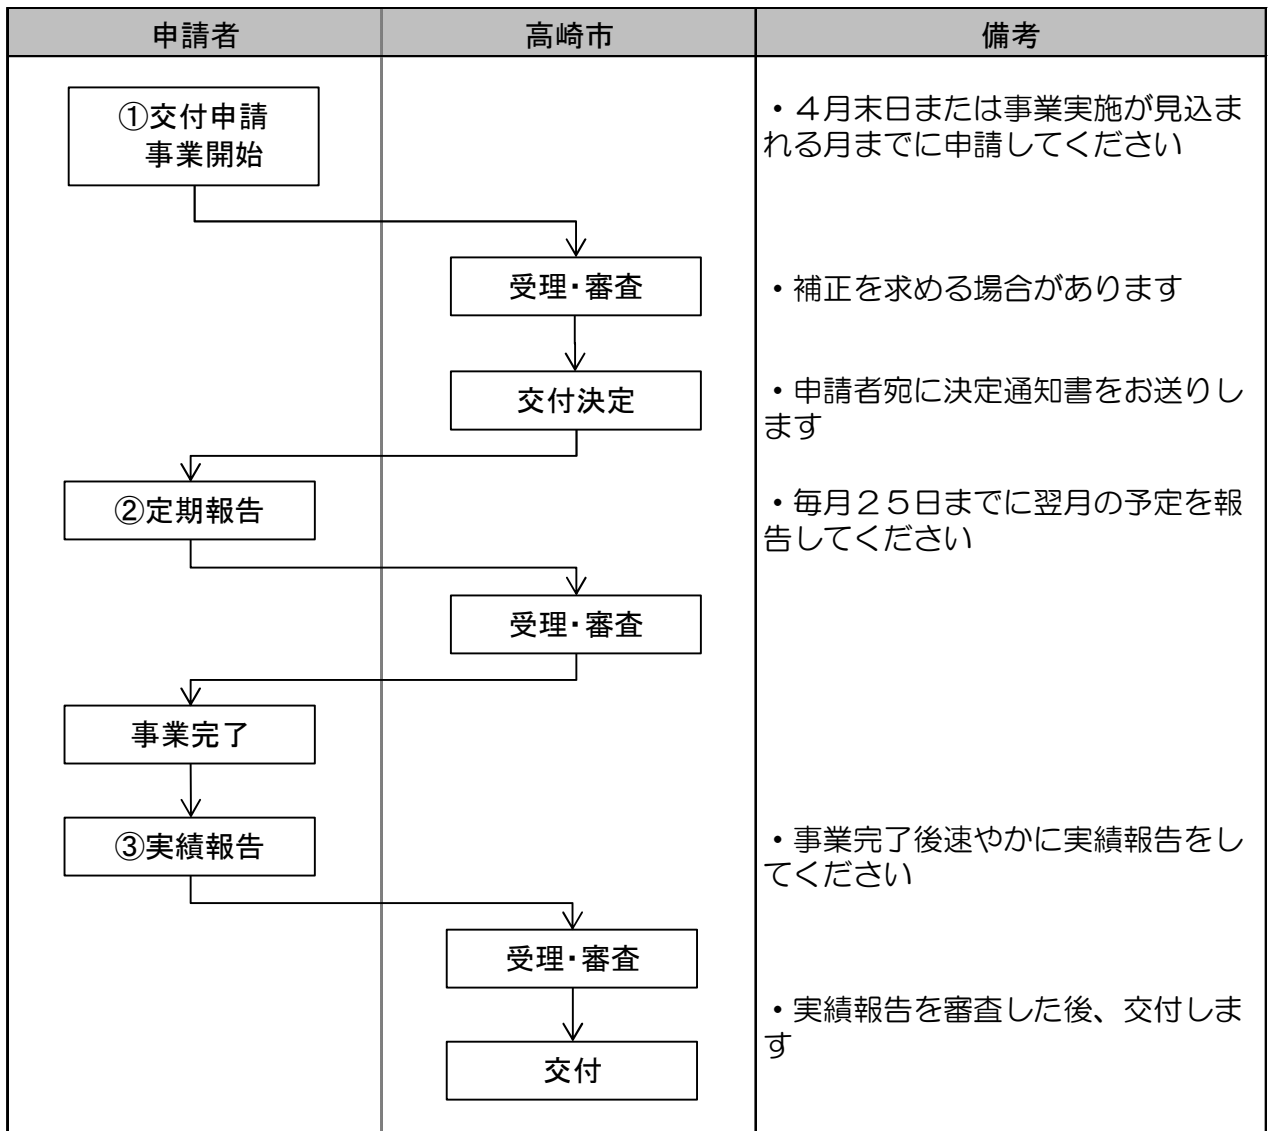 申請者
高崎市
備考
①交付申請
事業開始
・４月末日または事業実施が見込ま
れる月までに申請してください
受理・審査
・補正を求める場合があります
交付決定
・申請者宛に決定通知書をお送りし
ます
②定期報告
・毎月２５日までに翌月の予定を報
告してください
受理・審査
事業完了
③実績報告
・事業完了後速やかに実績報告をし
てください
受理・審査
・実績報告を審査した後、交付しま
す
交付